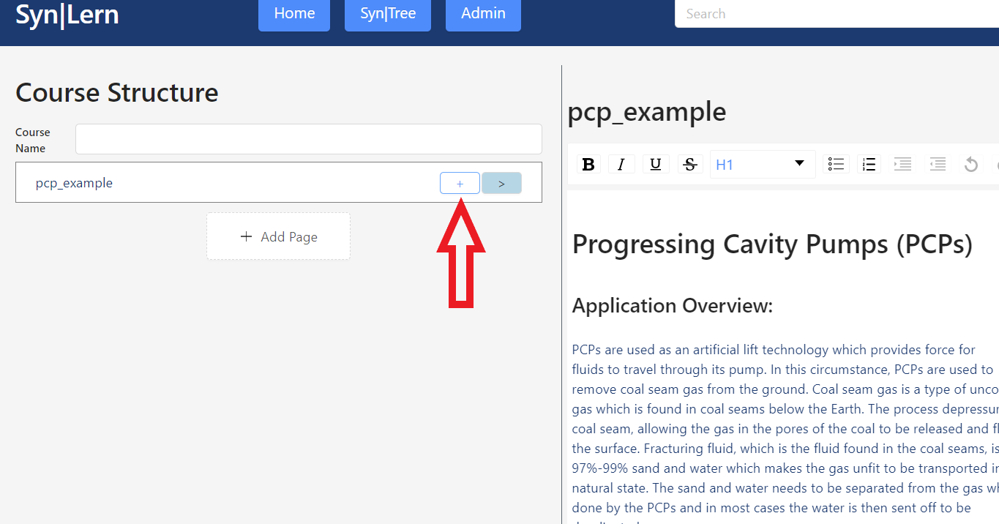 Syn|Lern
Home
Syn|Tree
Admin
Search
Course Structure
Course
Name
pcp_example
+
>
+ Add Page
pcp_example
B
I
U
S
H1
Progressing Cavity Pumps (PCPs)
Application Overview:
PCPs are used as an artificial lift technology which provides force for
fluids to travel through its pump. In this circumstance, PCPs are used to
remove coal seam gas from the ground. Coal seam gas is a type of unco
gas which is found in coal seams below the Earth. The process depressur
coal seam, allowing the gas in the pores of the coal to be released and fl
the surface. Fracturing fluid, which is the fluid found in the coal seams, is
97%-99% sand and water which makes the gas unfit to be transported in
natural state. The sand and water needs to be separated from the gas wh
done by the PCPs and in most cases the water is then sent off to be